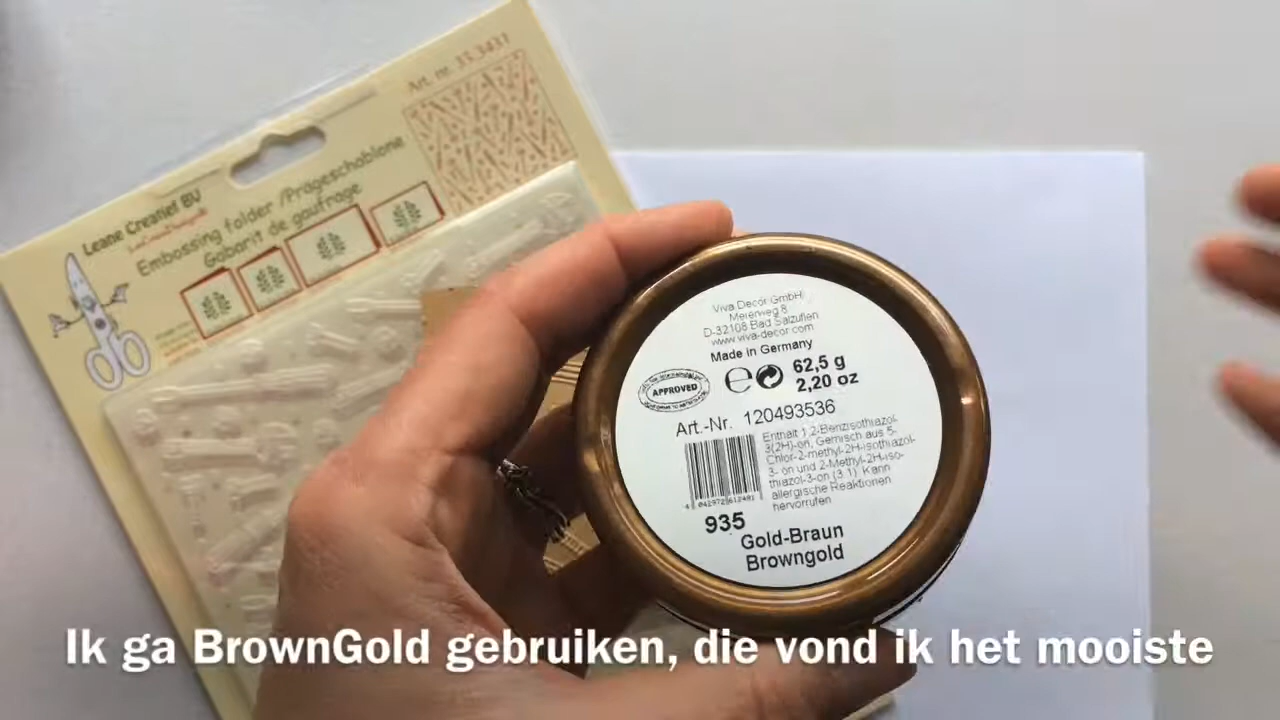 Art. nr. 35.3431
Leane Creatief BV
Embossing folder /Prägeschablone
Gabarit de gaufrage
Viva Decor GmbH
Meierweg 8
D-32108 Bad Salzuflen
www.viva-decor.com
Made in Germany
62,5 g
2,20 oz
APPROVED
Art.-Nr. 120493536
Enthält 1,2-Benzisothiazol-
3(2H)-on, Gemisch aus 5-
Chlor-2-methyl-2H-isothiazol-
3-on und 2-Methyl-2H-iso-
thiazol-3-on (3:1). Kann
allergische Reaktionen
hervorrufen
935
Gold-Braun
Browngold
Ik ga BrownGold gebruiken, die vond ik het mooiste